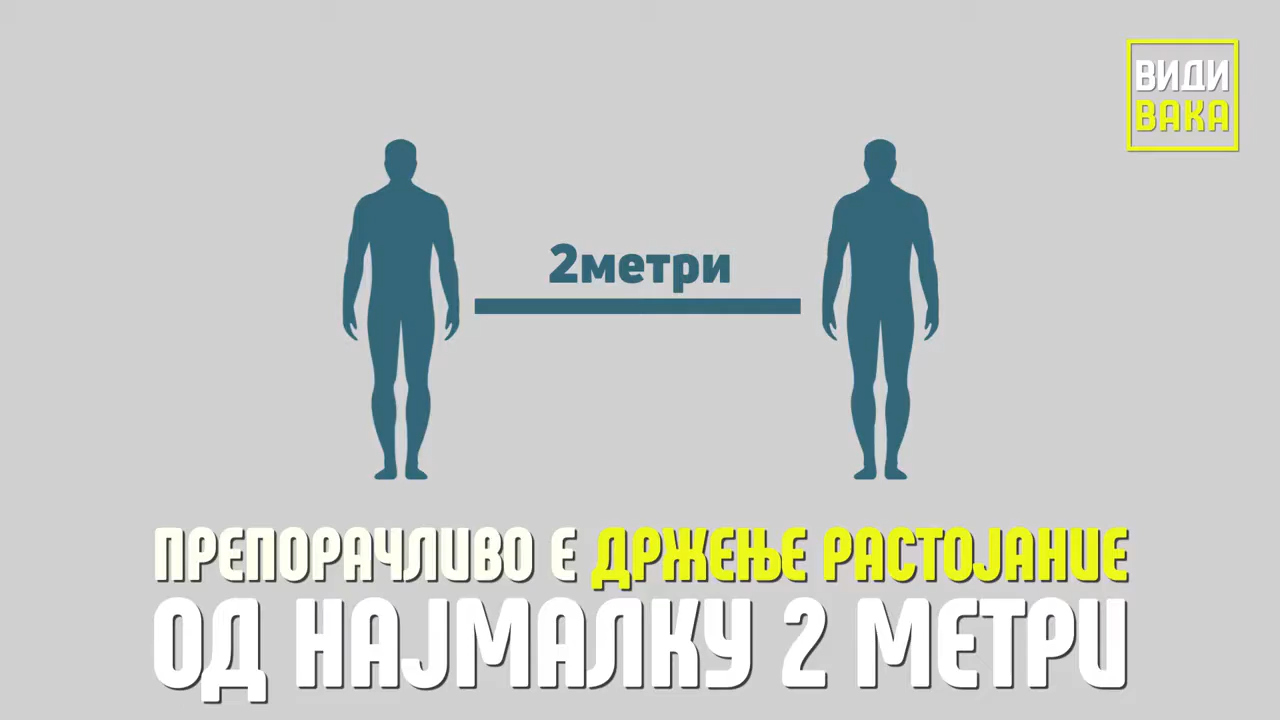 ВИДИ
ВАКА
2метри
ПРЕПОРАЧЛИВО Е ДРЖЕЊЕ РАСТОЈАНИЕ
ОД НАЈМАЛКУ 2 МЕТРИ